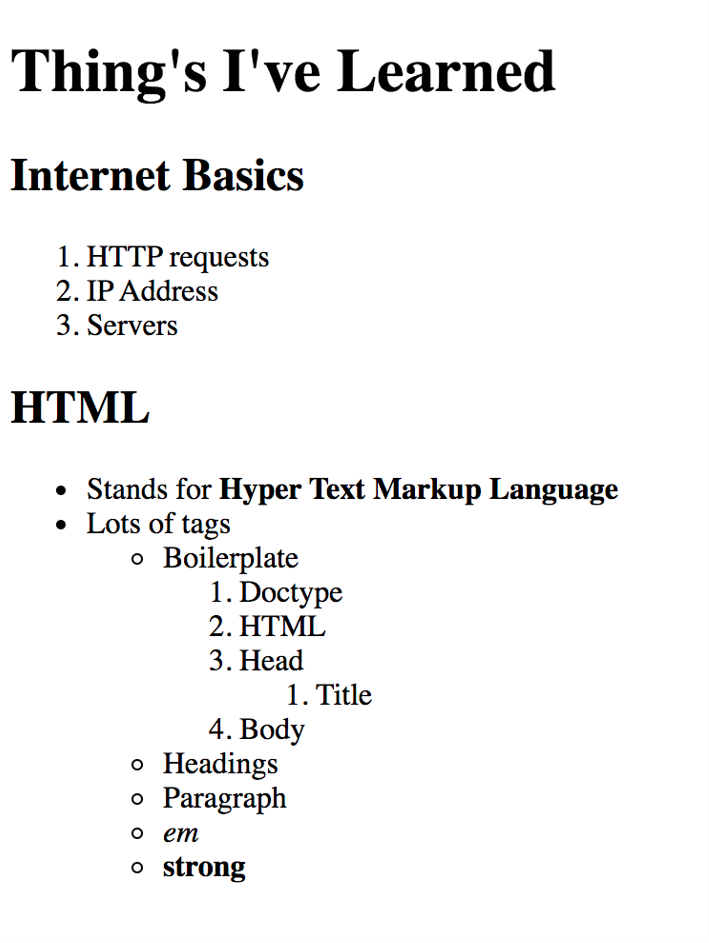 Thing's I've Learned
Internet Basics
1. HTTP requests
2. IP Address
3. Servers
HTML
• Stands for Hyper Text Markup Language
• Lots of tags
◦ Boilerplate
1. Doctype
2. HTML
3. Head
1. Title
4. Body
◦ Headings
◦ Paragraph
◦ em
◦ strong